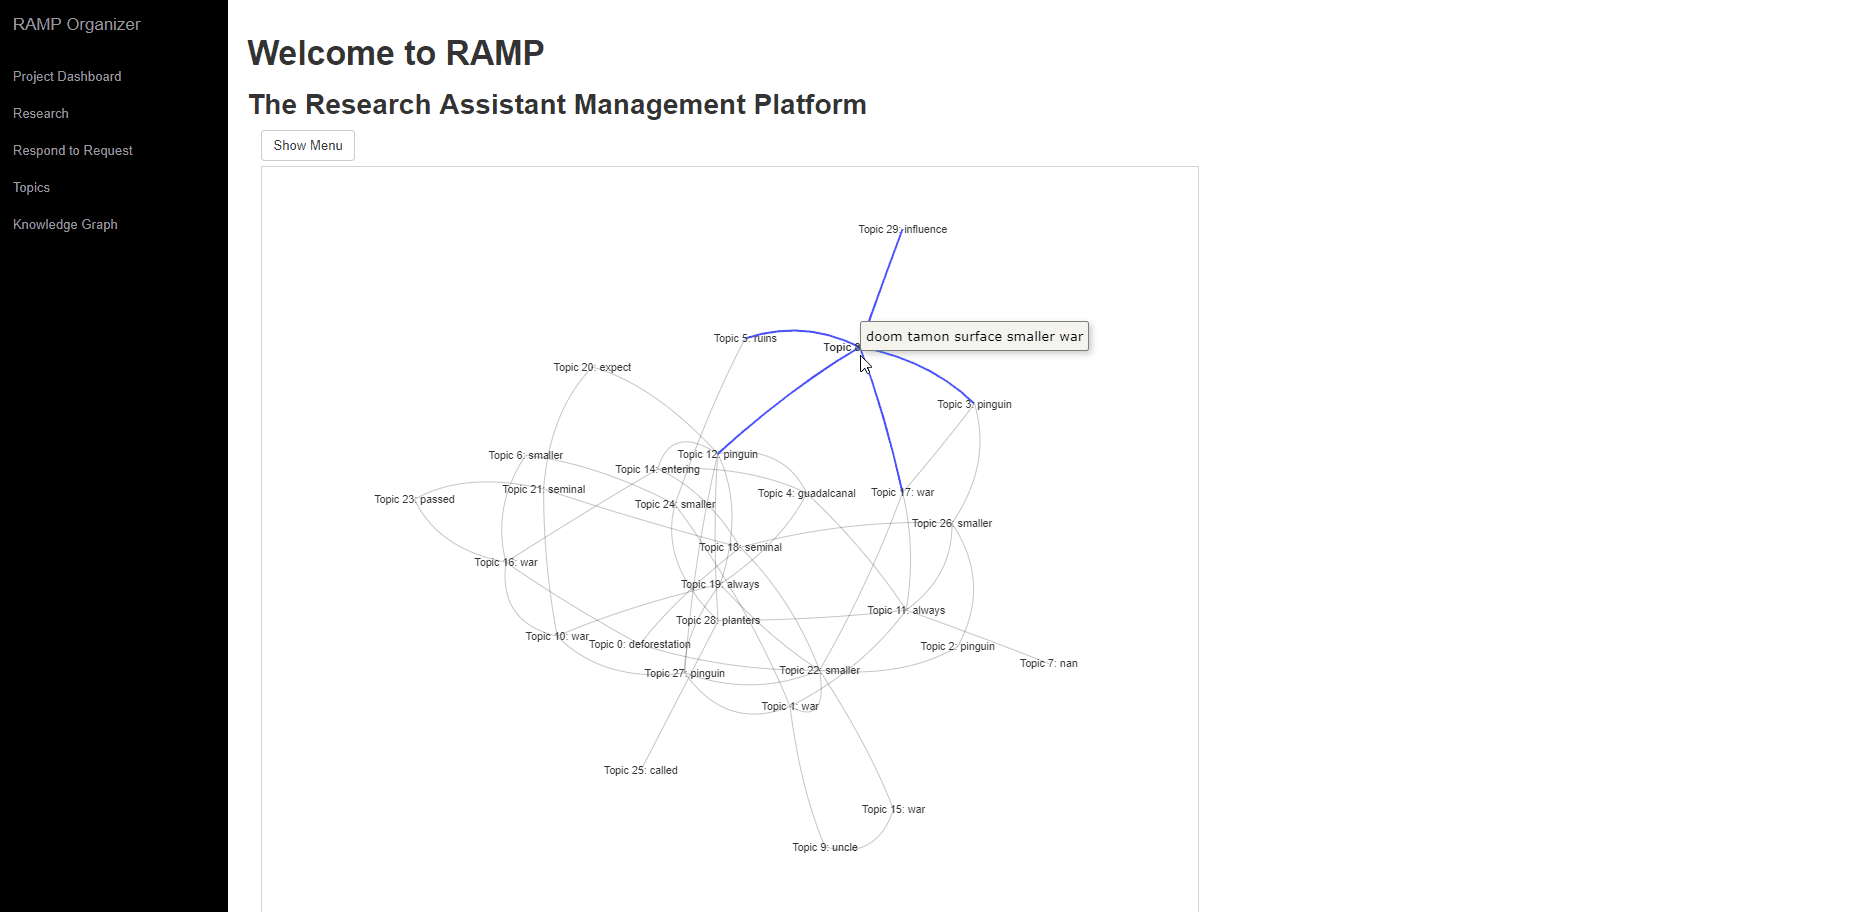 RAMP Organizer
Project Dashboard
Research
Respond to Request
Topics
Knowledge Graph
Welcome to RAMP
The Research Assistant Management Platform
Show Menu
Topic 29: influence
doom tamon surface smaller war
Topic 5: ruins
Topic 8
Topic 20: expect
Topic 3: pinguin
Topic 12: pinguin
Topic 6: smaller
Topic 14: entering
Topic 21: seminal
Topic 4: guadalcanal
Topic 17: war
Topic 23: passed
Topic 24: smaller
Topic 26: smaller
Topic 18: seminal
Topic 16: war
Topic 19: always
Topic 11: always
Topic 28: planters
Topic 10: war
Topic 0: deforestation
Topic 2: pinguin
Topic 7: nan
Topic 22: smaller
Topic 27: pinguin
Topic 1: war
Topic 25: called
Topic 15: war
Topic 9: uncle